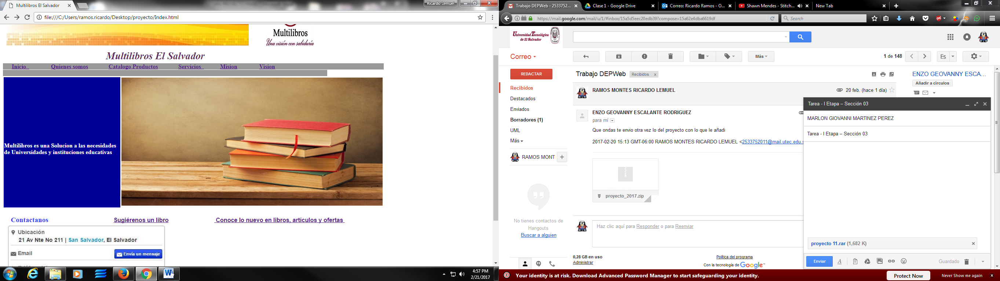 Multilibros El Salvador
Ricardo Lemuel
file:///C:/Users/ramos.ricardo/Desktop/proyecto/Index.html
Multilibros
Una visión con sabiduría
Multilibros El Salvador
Inicio
Quienes somos
Catalogo Productos
Servicios
Mision
Vision
Multilibros es una Solucion a las necesidades
de Universidades y instituciones educativas
Contactanos
Sugiérenos un libro
Conoce lo nuevo en libros, artículos y ofertas
Ubicación
21 Av Nte No 211 | San Salvador, El Salvador
Email
Envía un mensaje
4:57 PM
2/21/2017
Trabajo DEPWeb - 2533752...
Clase 1 - Google Drive
Correo: Ricardo Ramos - O...
Shawn Mendes - Stitch...
New Tab
https://mail.google.com/mail/u/1/#inbox/15a5d5eec20edb39?compose=15a62e4dba6619df
Search
Universidad Tecnológica
de El Salvador
Correo
Más
1 de 148
Es
REDACTAR
Recibidos
Destacados
Enviados
Borradores (1)
UML
Más
RAMOS MONT
No tienes contactos de
Hangouts
Buscar a alguien
Trabajo DEPWeb
Recibidos x
RAMOS MONTES RICARDO LEMUEL
20 feb. (hace 1 día)
ENZO GEOVANNY ESCALANTE RODRIGUEZ
para mí
Que ondas te envio otra vez lo del proyecto con lo que le añadi
2017-02-20 15:13 GMT-06:00 RAMOS MONTES RICARDO LEMUEL <2533752011@mail.utec.edu.s
proyecto_2017.zip
Haz clic aquí para Responder o para Reenviar
0,28 GB en uso
Administrar
Política del programa
Con la tecnología de Google
ENZO GEOVANNY ESCA...
Añadir a círculos
Tarea - I Etapa – Sección 03
MARLON GIOVANNI MARTINEZ PEREZ
Tarea - I Etapa – Sección 03
proyecto 11.rar (1,682 K)
Enviar
Guardado
Your identity is at risk. Download Advanced Password Manager to start safeguarding your identity.
Protect Now
Never Show me again